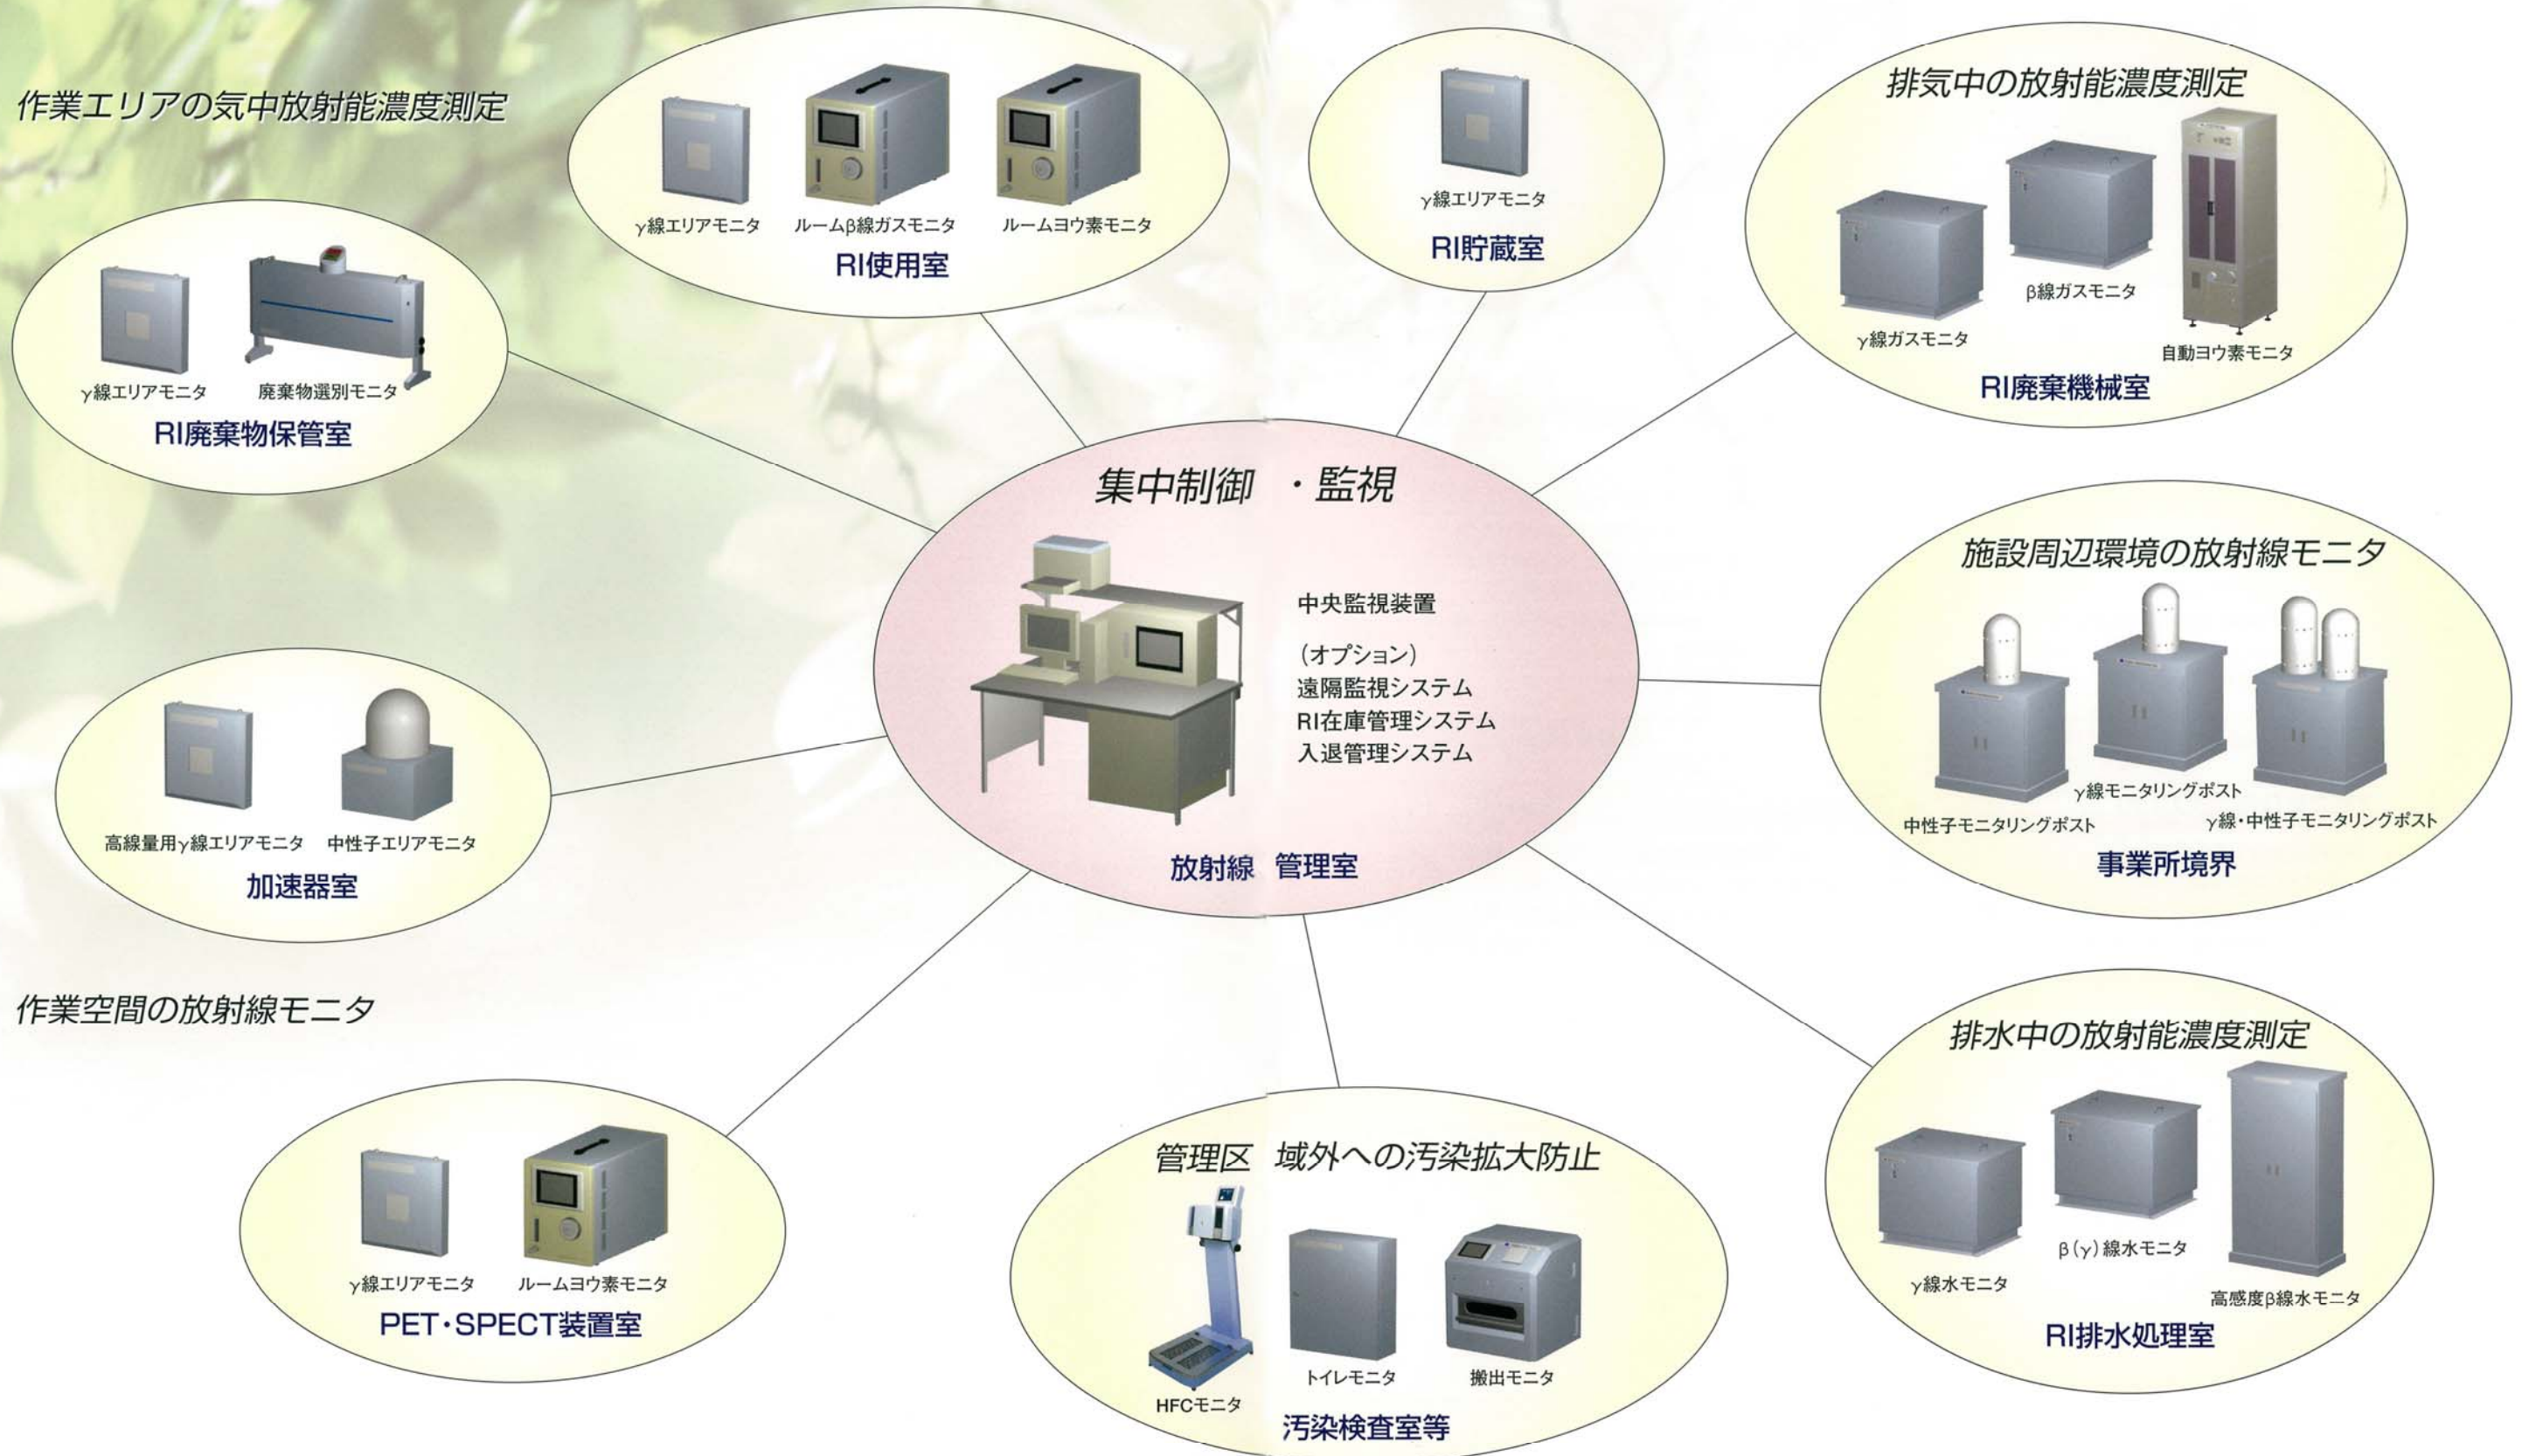 作業エリアの気中放射能濃度測定
γ線エリアモニタ
ルームβ線ガスモニタ
ルームヨウ素モニタ
RI使用室
γ線エリアモニタ
RI貯蔵室
排気中の放射能濃度測定
γ線ガスモニタ
β線ガスモニタ
自動ヨウ素モニタ
RI廃棄機械室
γ線エリアモニタ
廃棄物選別モニタ
RI廃棄物保管室
集中制御 ・監視
中央監視装置
(オプション)
遠隔監視システム
RI在庫管理システム
入退管理システム
放射線 管理室
施設周辺環境の放射線モニタ
中性子モニタリングポスト
γ線モニタリングポスト
γ線・中性子モニタリングポスト
事業所境界
高線量用γ線エリアモニタ
中性子エリアモニタ
加速器室
作業空間の放射線モニタ
γ線エリアモニタ
ルームヨウ素モニタ
PET・SPECT装置室
管理区 域外への汚染拡大防止
HFCモニタ
トイレモニタ
搬出モニタ
汚染検査室等
排水中の放射能濃度測定
γ線水モニタ
β(γ)線水モニタ
高感度β線水モニタ
RI排水処理室